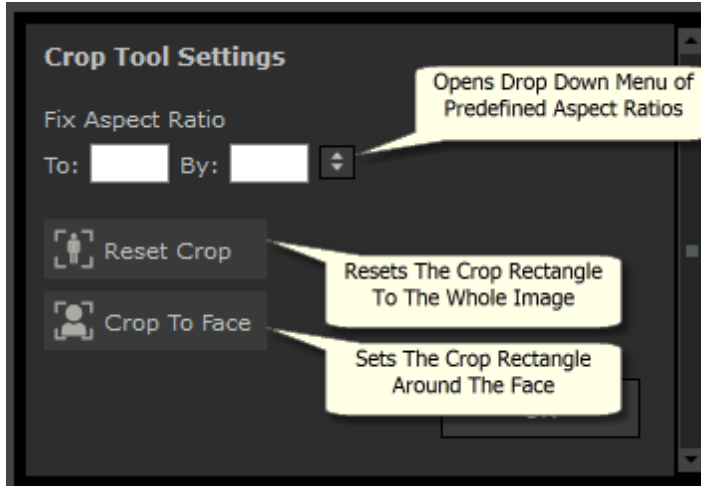 Crop Tool Settings
Opens Drop Down Menu of
Predefined Aspect Ratios
Fix Aspect Ratio
To: By:
Reset Crop
Resets The Crop Rectangle
To The Whole Image
Crop To Face
Sets The Crop Rectangle
Around The Face